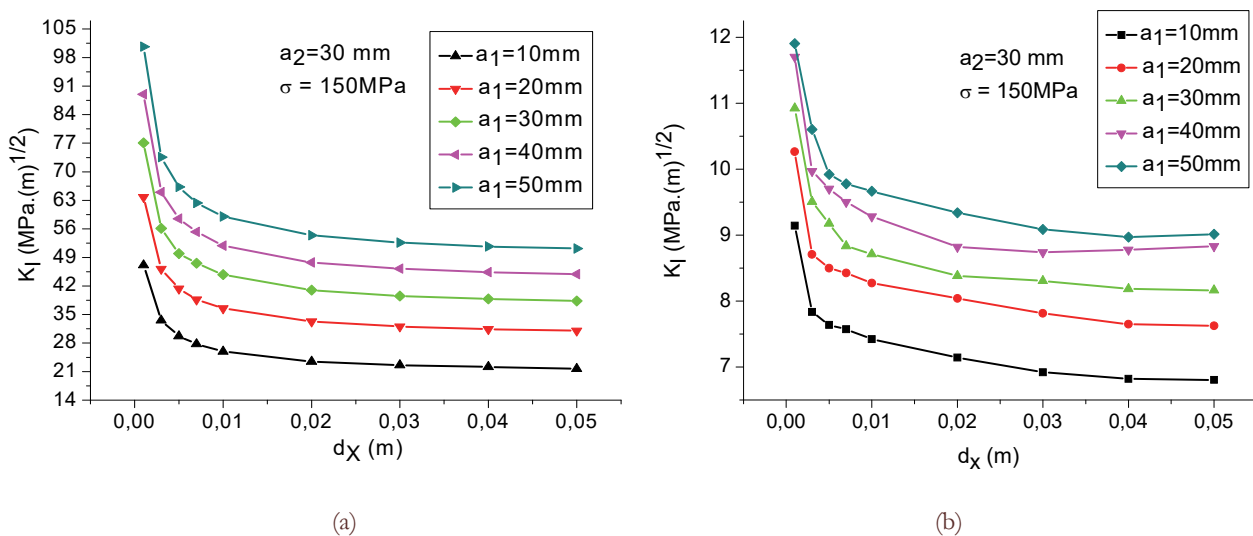 105
98
91
84
77
70
63
56
49
42
35
28
21
14
K_I (MPa.(m)^1/2)
a2=30 mm
σ = 150MPa
a1=10mm
a1=20mm
a1=30mm
a1=40mm
a1=50mm
0,00 0,01 0,02 0,03 0,04 0,05
dX (m)
(a)
12
11
10
9
8
7
K_I (MPa.(m)^1/2)
a2=30 mm
σ = 150MPa
a1=10mm
a1=20mm
a1=30mm
a1=40mm
a1=50mm
0,00 0,01 0,02 0,03 0,04 0,05
dX (m)
(b)